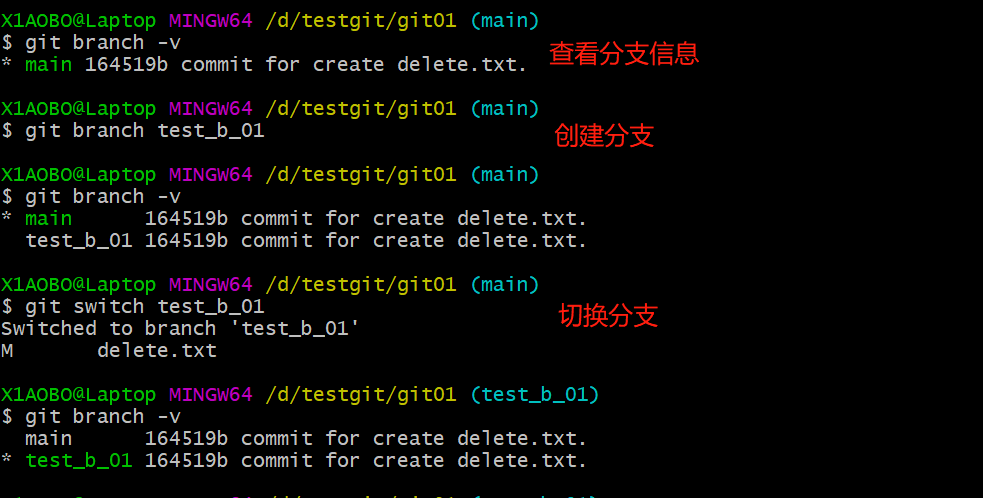 X1AOBO@Laptop MINGW64 /d/testgit/git01 (main)
$ git branch -v
* main 164519b commit for create delete.txt.
查看分支信息
X1AOBO@Laptop MINGW64 /d/testgit/git01 (main)
$ git branch test_b_01
创建分支
X1AOBO@Laptop MINGW64 /d/testgit/git01 (main)
$ git branch -v
* main      164519b commit for create delete.txt.
  test_b_01 164519b commit for create delete.txt.
X1AOBO@Laptop MINGW64 /d/testgit/git01 (main)
$ git switch test_b_01
切换分支
Switched to branch 'test_b_01'
M       delete.txt
X1AOBO@Laptop MINGW64 /d/testgit/git01 (test_b_01)
$ git branch -v
  main      164519b commit for create delete.txt.
* test_b_01 164519b commit for create delete.txt.